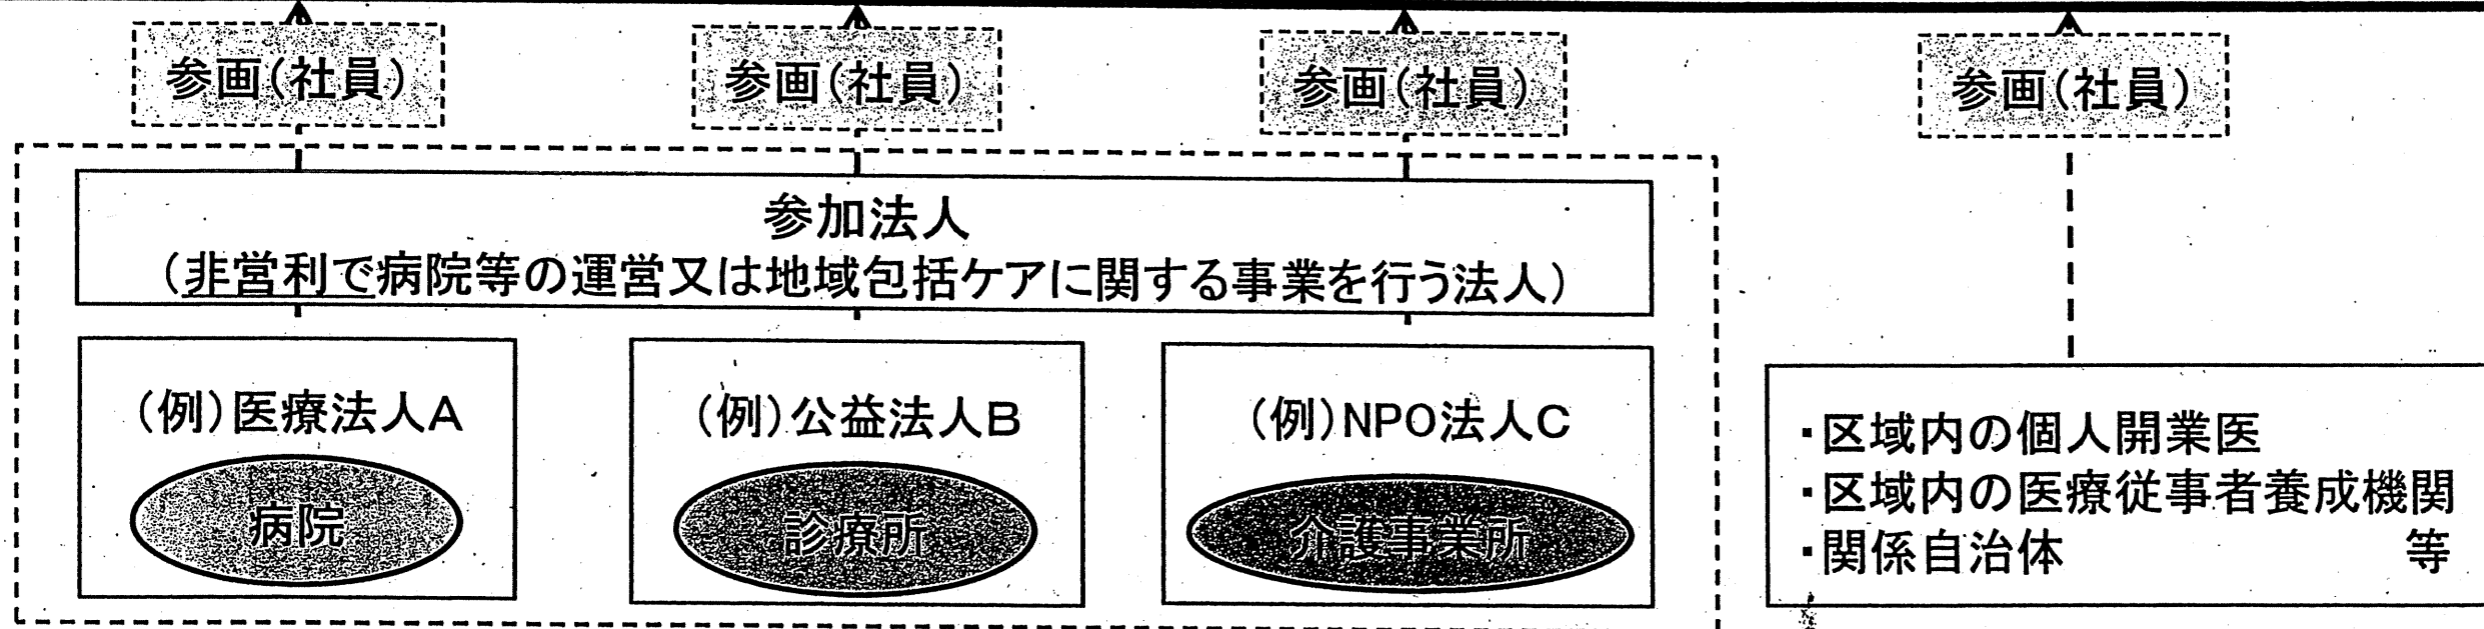 参画(社員)
参画(社員)
参画(社員)
参画(社員)
参加法人
(非営利で病院等の運営又は地域包括ケアに関する事業を行う法人)
(例)医療法人A
(例)公益法人B
(例)NPO法人C
病院
診療所
介護事業所
・区域内の個人開業医
・区域内の医療従事者養成機関
・関係自治体 等